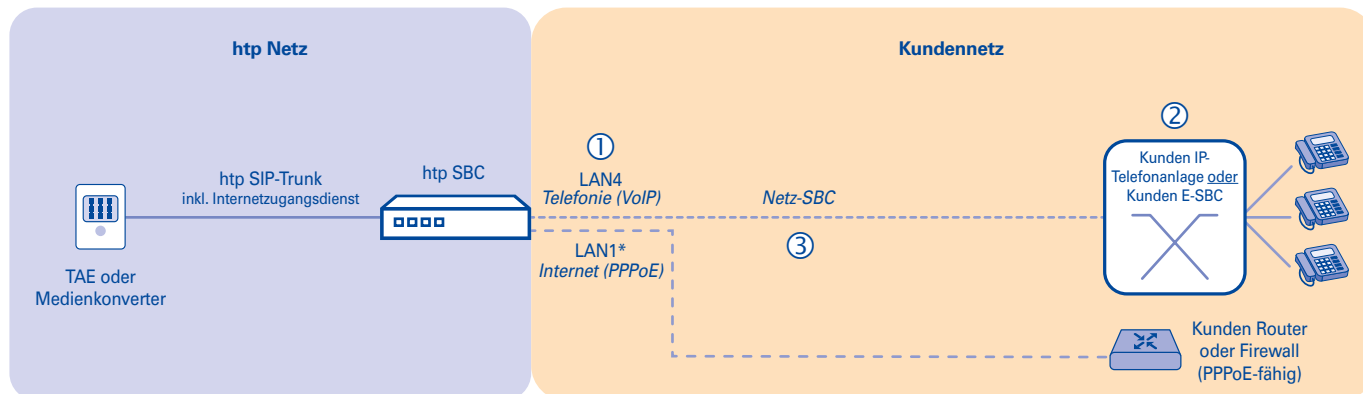 htp Netz
Kundennetz
TAE oder
Medienkonverter
htp SIP-Trunk
inkl. Internetzugangsdienst
htp SBC
①
LAN4
Telefonie (VoIP)
LAN1*
Internet (PPPoE)
Netz-SBC
③
②
Kunden IP-
Telefonanlage oder
Kunden E-SBC
Kunden Router
oder Firewall
(PPPoE-fähig)